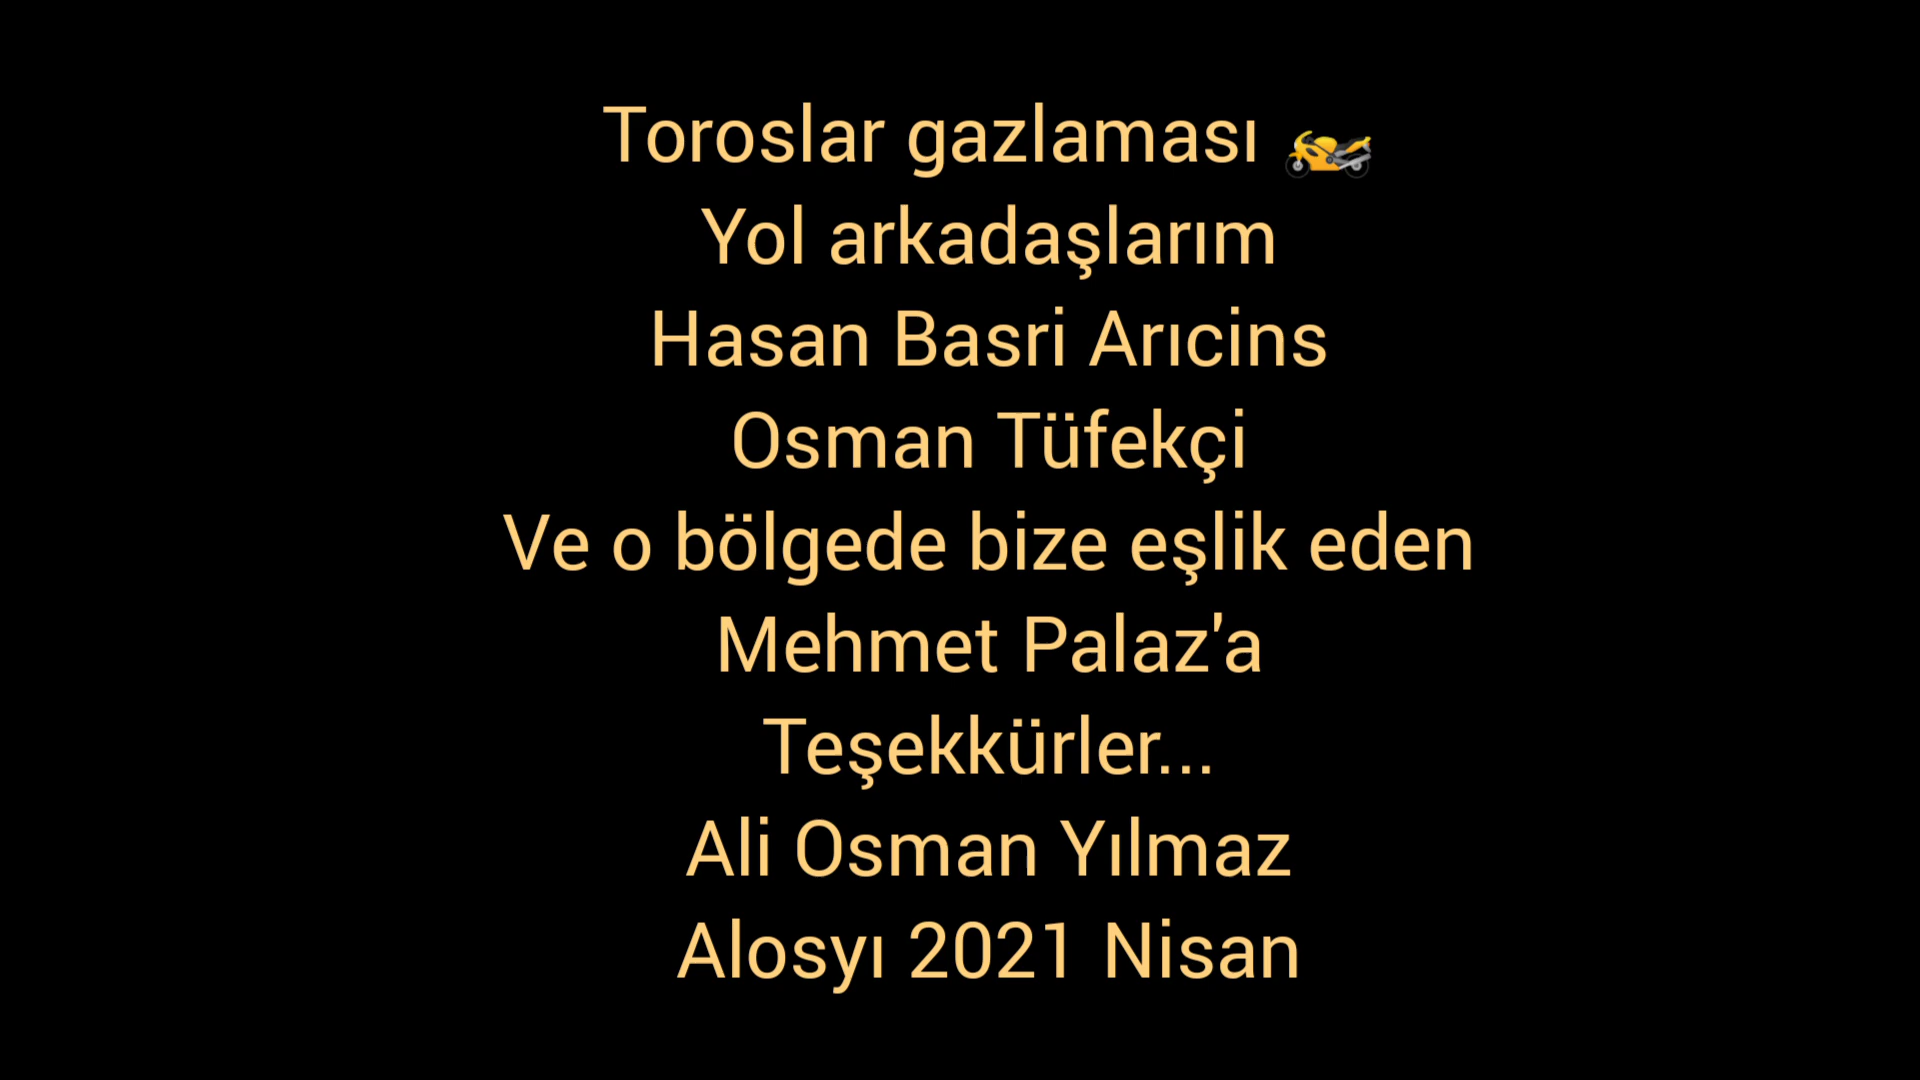 Toroslar gazlaması 🏍
Yol arkadaşlarım
Hasan Basri Arıcins
Osman Tüfekçi
Ve o bölgede bize eşlik eden
Mehmet Palaz'a
Teşekkürler...
Ali Osman Yılmaz
Alosyı 2021 Nisan